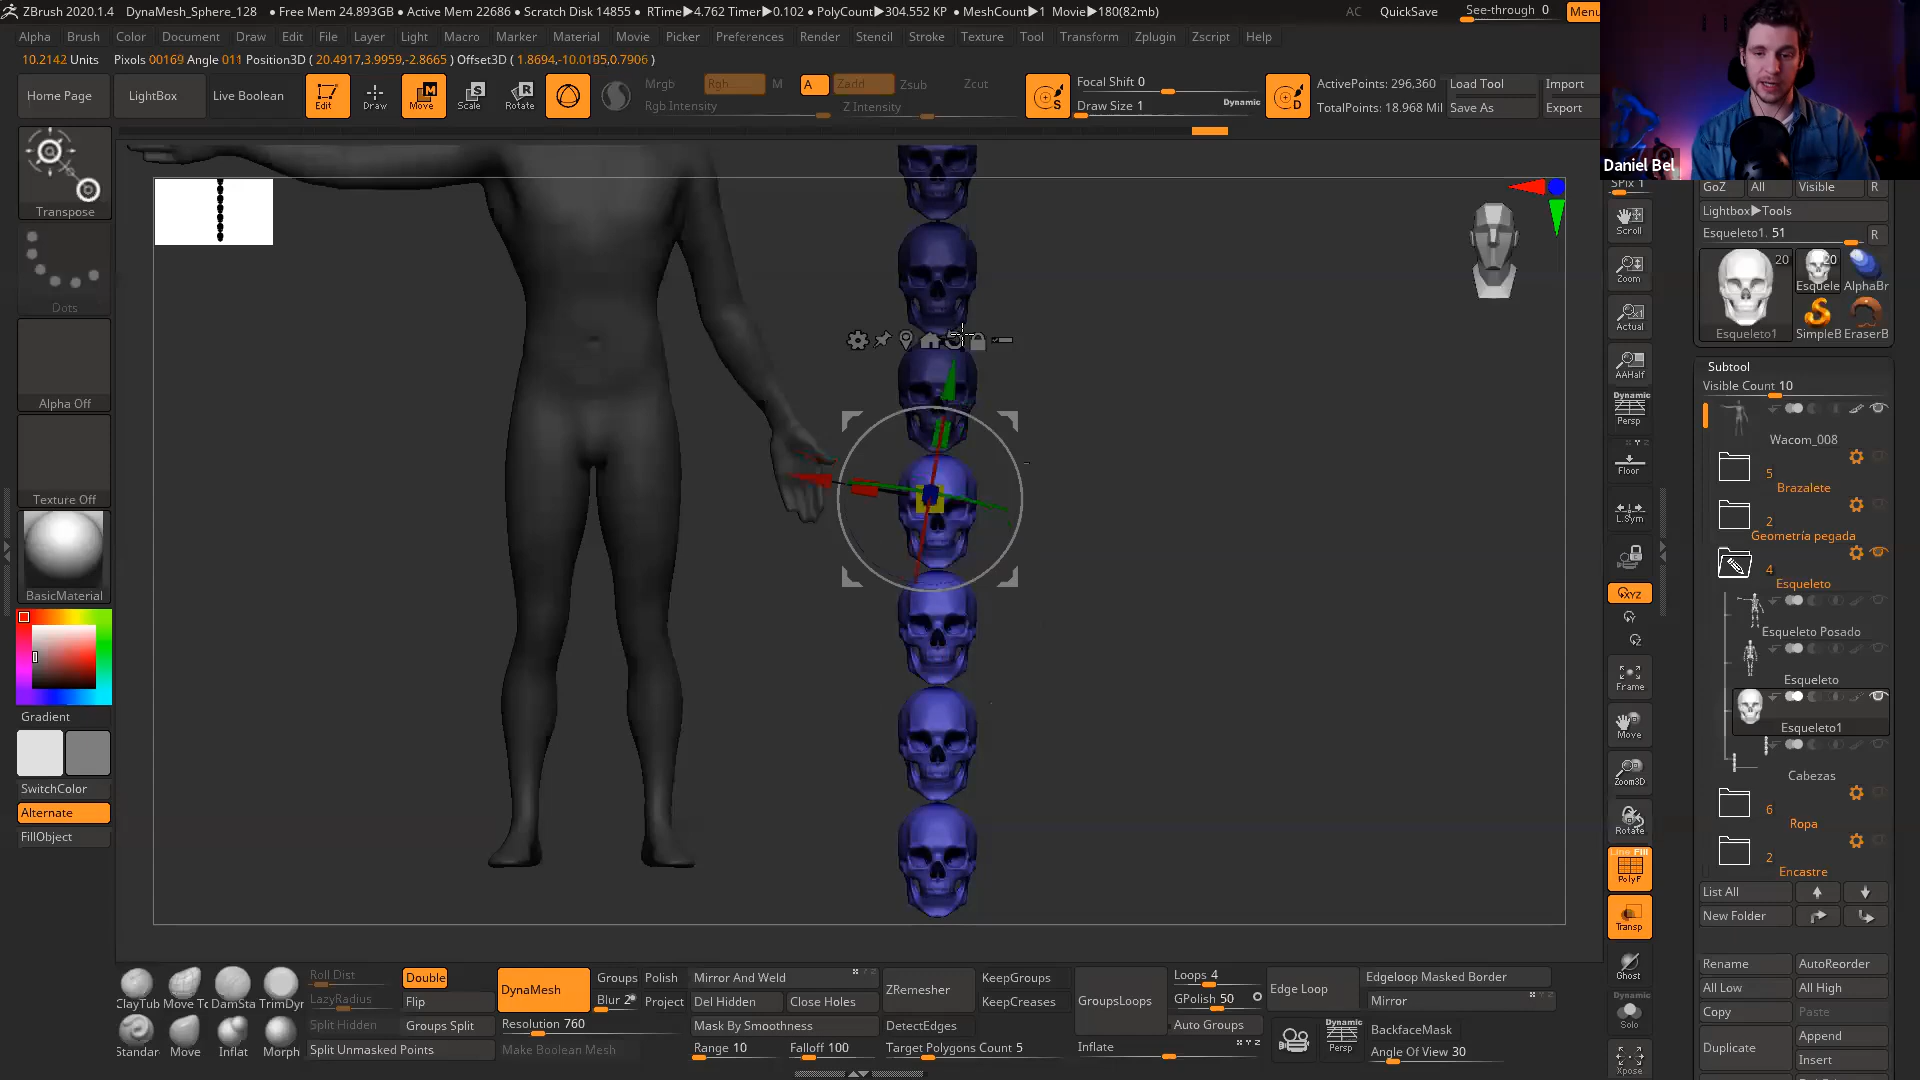 ZBrush 2020.1.4 DynaMesh_Sphere_128 • Free Mem 24.893GB • Active Mem 22686 • Scratch Disk 14855 • RTime▶4.762 Timer▶0.102 • PolyCount▶304.552 KP • MeshCount▶1 Movie▶180(82mb) AC QuickSave See-through 0 Menu
Alpha Brush Color Document Draw Edit File Layer Light Macro Marker Material Movie Picker Preferences Render Stencil Stroke Texture Tool Transform Zplugin Zscript Help
10.2142 Units Pixols 00169 Angle 011 Position3D ( 20.4917,3.9959,-2.8665 ) Offset3D ( 1.8694,-10.0105,0.7906 )
Home Page LightBox Live Boolean Edit Draw Move Scale Rotate
Mrgb Rgb M A Zadd Zsub Zcut
Rgb Intensity Z Intensity
Focal Shift 0
Draw Size 1 Dynamic
ActivePoints: 296,360 Load Tool Import
TotalPoints: 18.968 Mil Save As Export
Daniel Bel
Transpose
Dots
Alpha Off
Texture Off
BasicMaterial
Gradient
SwitchColor
Alternate
FillObject
SPix 1
Scroll
Zoom
Actual
AAHalf
Dynamic
Persp
Floor
L.Sym
XYZ
Frame
Move
Zoom3D
Rotate
Line Fill
PolyF
Transp
Ghost
Dynamic
Solo
Xpose
GoZ All Visible R
Lightbox▶Tools
Esqueleto1. 51 R
20 20
Esquele AlphaBr
Esqueleto1 SimpleB EraserB
Subtool
Visible Count 10
Wacom_008
5
Brazalete
2
Geometría pegada
4
Esqueleto
Esqueleto Posado
Esqueleto
Esqueleto1
Cabezas
6
Ropa
2
Encastre
List All
New Folder
Rename AutoReorder
All Low All High
Copy Paste
Duplicate Append
Insert
ClayTub Move To DamSta TrimDyn
Standar Move Inflat Morph
Roll Dist Double
LazyRadius Flip
Split Hidden Groups Split
Split Unmasked Points
DynaMesh Groups Polish
Blur 2 Project
Resolution 760
Make Boolean Mesh
Mirror And Weld
Del Hidden Close Holes
Mask By Smoothness
Range 10 Falloff 100
ZRemesher KeepGroups
KeepCreases
DetectEdges
Target Polygons Count 5
GroupsLoops
Loops 4
GPolish 50
Auto Groups
Inflate
Edge Loop Edgeloop Masked Border
Mirror
Dynamic
Persp
BackfaceMask
Angle Of View 30